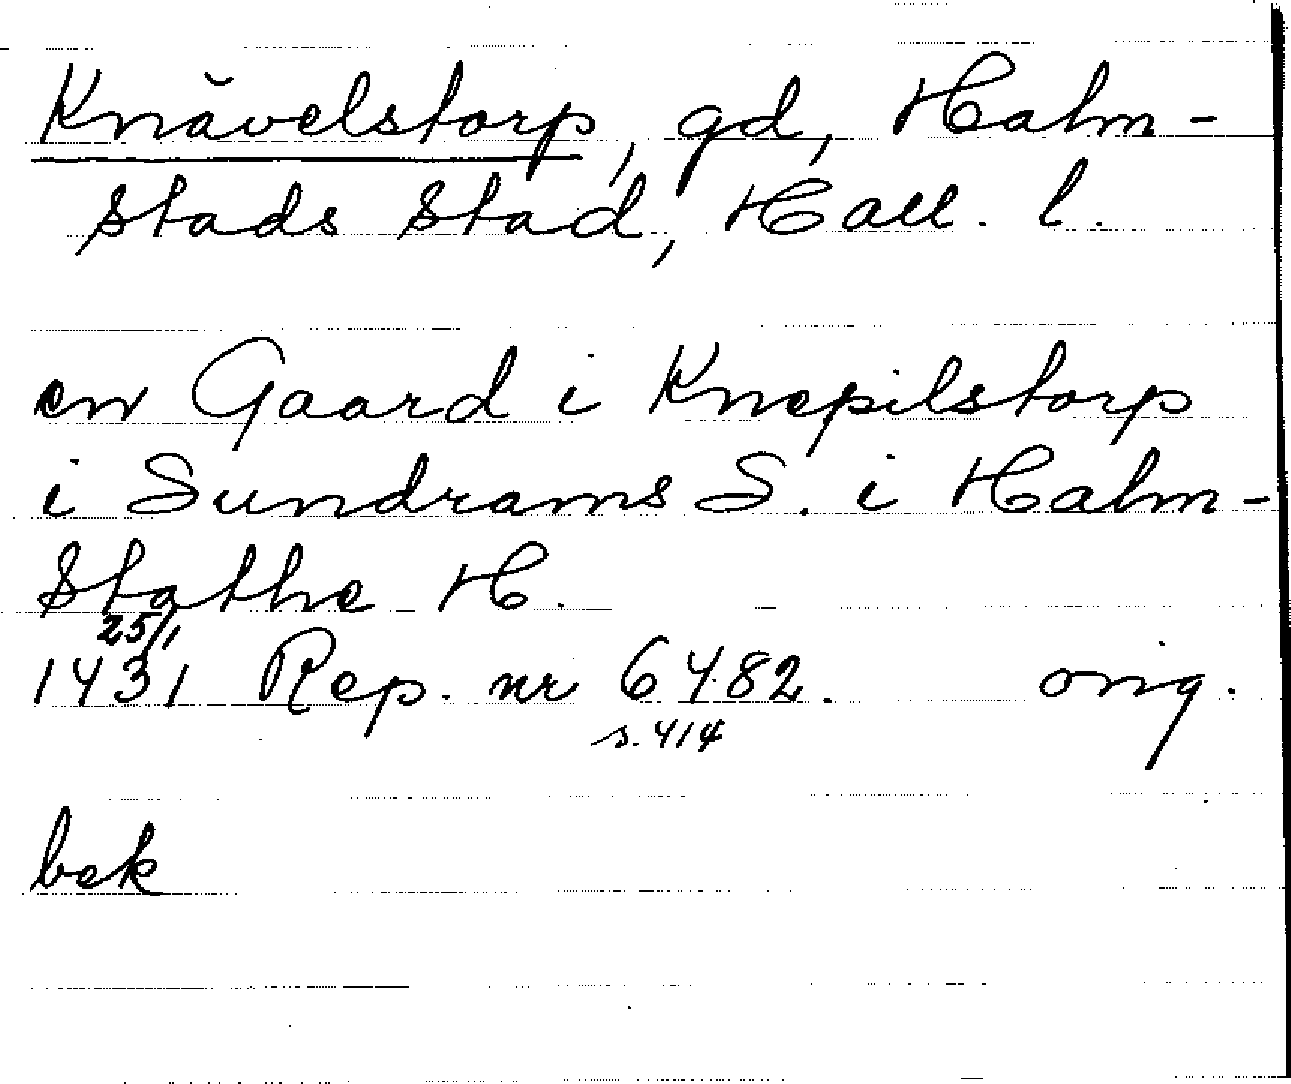 Knävelstorp, gd, Halm-
stads stad, Hall. l.
en Gaard i Knepilstorp
i Sundrams S. i Halm-
stathe H.
25/1
1431 Rep. nr 6482. orig.
s. 414
bek